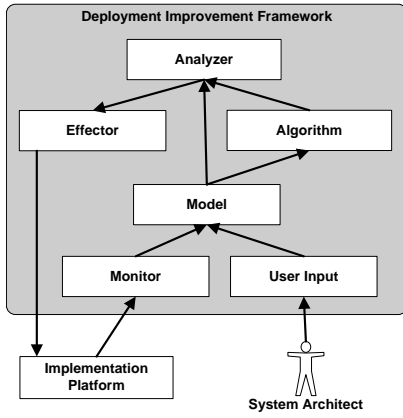 Deployment Improvement Framework
Analyzer
Effector
Algorithm
Model
Monitor
User Input
Implementation
Platform
System Architect